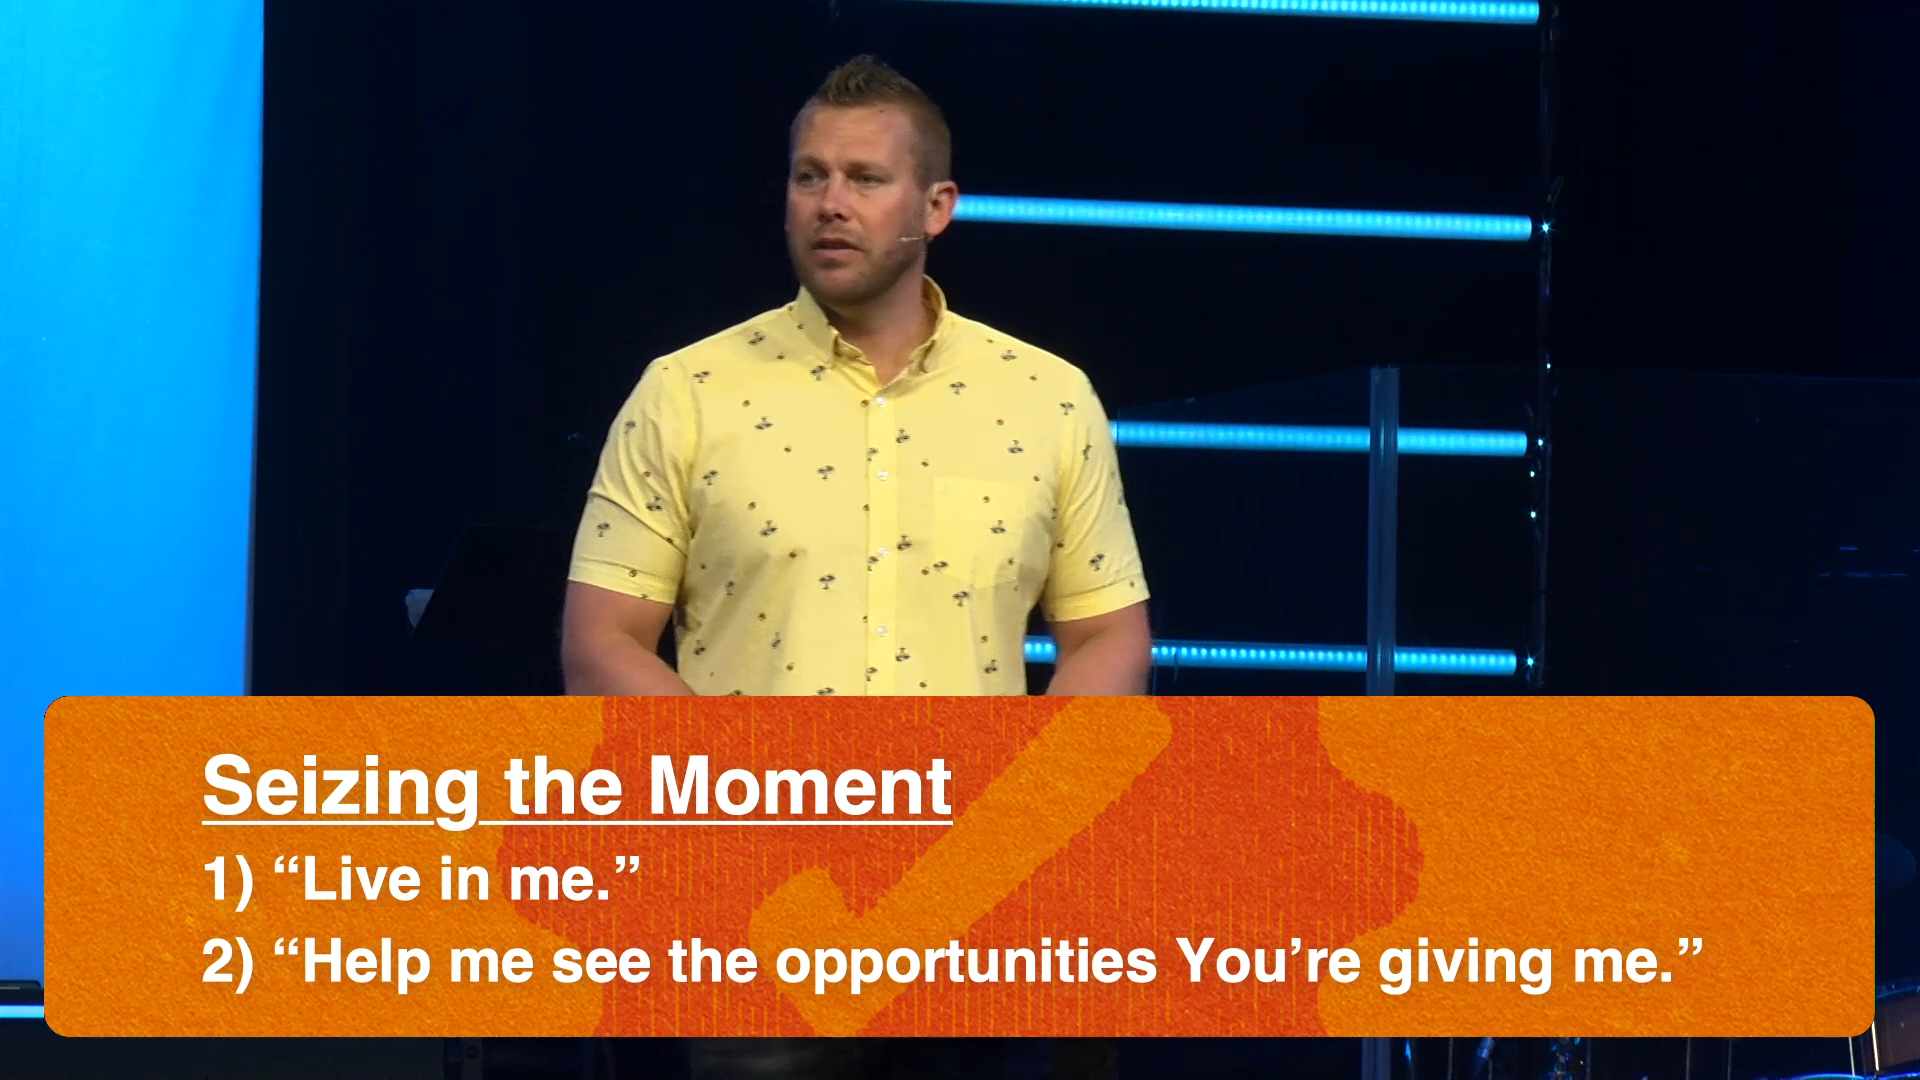 Seizing the Moment
1) “Live in me.”
2) “Help me see the opportunities You’re giving me.”